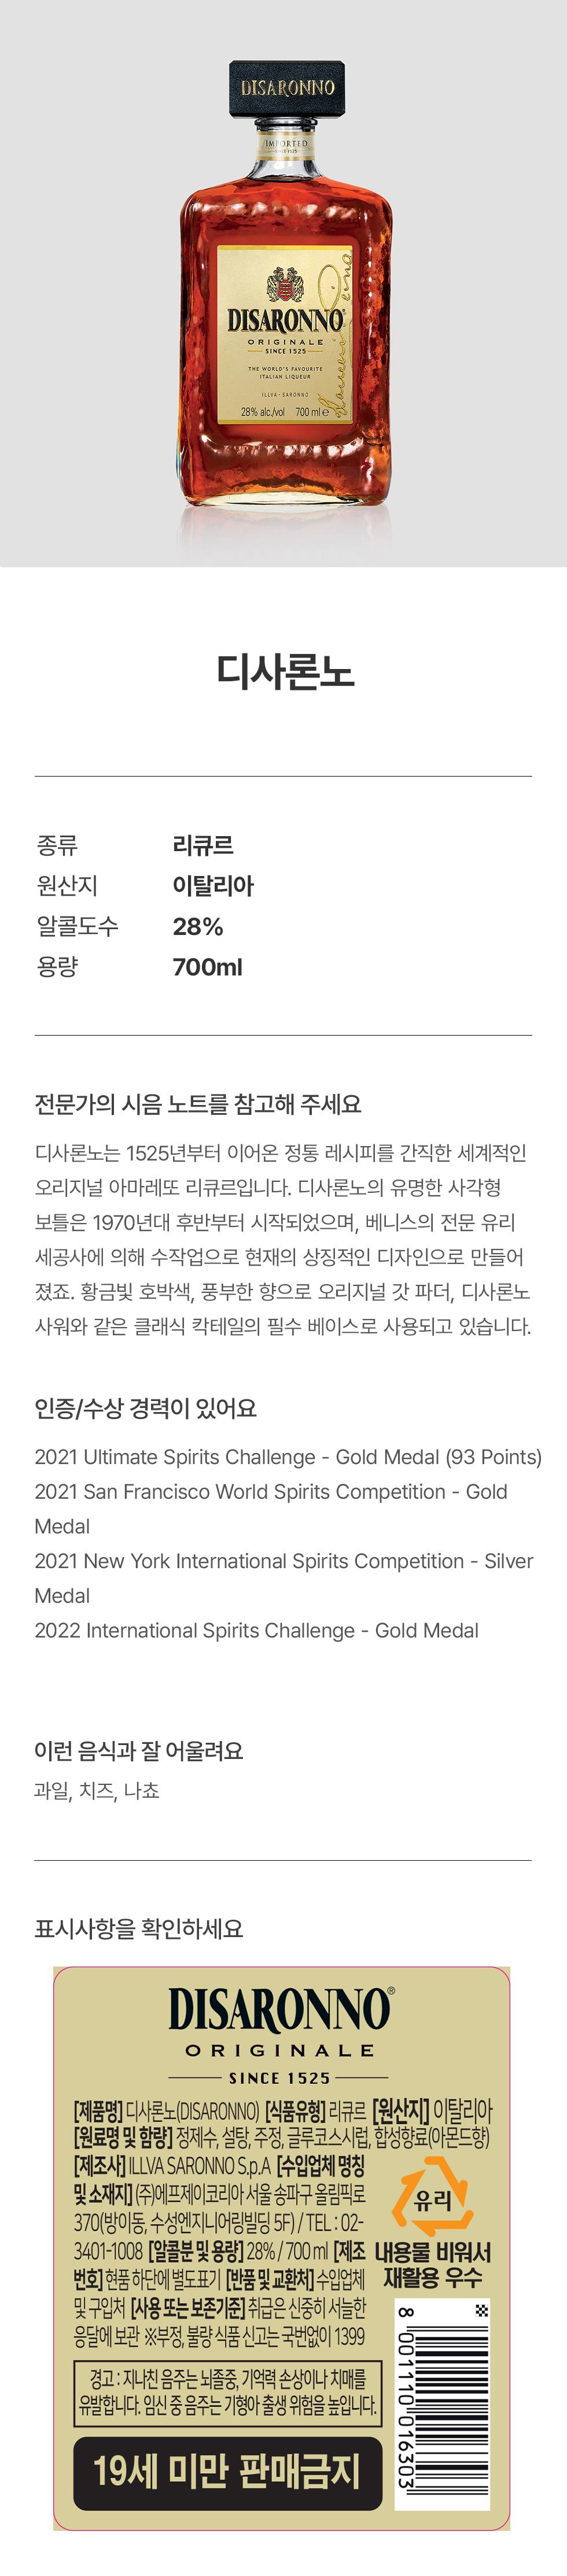 DISARONNO
IMPORTED
SINCE 1525
DISARONNO
ORIGINALE
SINCE 1525
THE WORLD'S FAVOURITE
ITALIAN LIQUEUR
ILLVA - SARONNO
28% alc./vol 700 ml e
디사론노
종류 리큐르
원산지 이탈리아
알콜도수 28%
용량 700ml
전문가의 시음 노트를 참고해 주세요
디사론노는 1525년부터 이어온 정통 레시피를 간직한 세계적인
오리지널 아마레또 리큐르입니다. 디사론노의 유명한 사각형
보틀은 1970년대 후반부터 시작되었으며, 베니스의 전문 유리
세공사에 의해 수작업으로 현재의 상징적인 디자인으로 만들어
졌죠. 황금빛 호박색, 풍부한 향으로 오리지널 갓 파더, 디사론노
사워와 같은 클래식 칵테일의 필수 베이스로 사용되고 있습니다.
인증/수상 경력이 있어요
2021 Ultimate Spirits Challenge - Gold Medal (93 Points)
2021 San Francisco World Spirits Competition - Gold
Medal
2021 New York International Spirits Competition - Silver
Medal
2022 International Spirits Challenge - Gold Medal
이런 음식과 잘 어울려요
과일, 치즈, 나쵸
표시사항을 확인하세요
DISARONNO®
ORIGINALE
SINCE 1525
[제품명] 디사론노(DISARONNO) [식품유형] 리큐르 [원산지] 이탈리아
[원료명 및 함량] 정제수, 설탕, 주정, 글루코스시럽, 합성향료(아몬드향)
[제조사] ILLVA SARONNO S.p.A [수입업체 명칭
및 소재지] (주)에프제이코리아 서울 송파구 올림픽로
370(방이동, 수성엔지니어링빌딩 5F) / TEL : 02-
3401-1008 [알콜분 및 용량] 28% / 700 ml [제조
번호] 현품 하단에 별도표기 [반품 및 교환처] 수입업체
및 구입처 [사용 또는 보존기준] 취급은 신중히 서늘한
응달에 보관 ※부정, 불량 식품 신고는 국번없이 1399
유리
내용물 비워서
재활용 우수
경고 : 지나친 음주는 뇌졸중, 기억력 손상이나 치매를
유발합니다. 임신 중 음주는 기형아 출생 위험을 높입니다.
19세 미만 판매금지
8 001110 016303